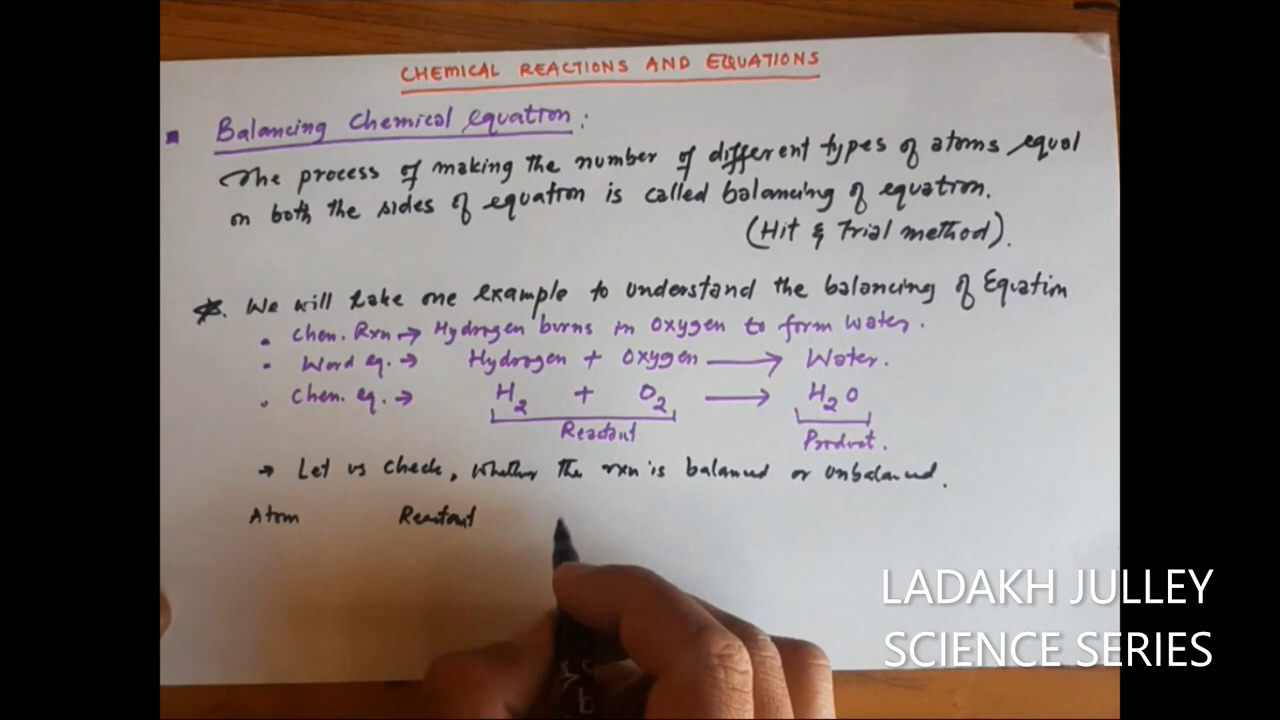 CHEMICAL REACTIONS AND EQUATIONS
Balancing Chemical equation:
The process of making the number of different types of atoms equal
on both the sides of equation is called balancing of equation.
(Hit & Trial method).
We will take one example to understand the balancing of Equation
Chem. Rxn → Hydrogen burns in Oxygen to form Water.
Word eq. → Hydrogen + Oxygen → Water.
Chem. eq. → H₂ + O₂ → H₂O
Reactant Product.
→ Let us check, whether the rxn is balanced or unbalanced.
Atom Reactant
LADAKH JULLEY
SCIENCE SERIES